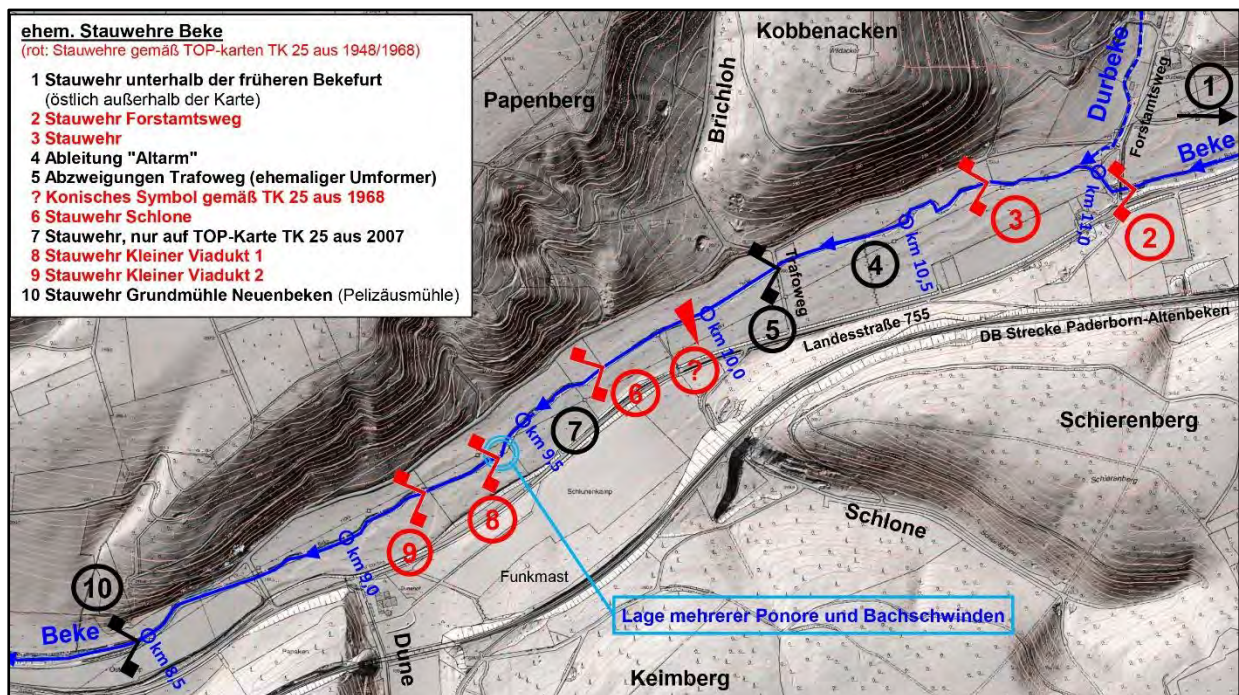 ehem. Stauwehre Beke
(rot: Stauwehre gemäß TOP-karten TK 25 aus 1948/1968)
1 Stauwehr unterhalb der früheren Bekefurt
(östlich außerhalb der Karte)
2 Stauwehr Forstamtsweg
3 Stauwehr
4 Ableitung "Altarm"
5 Abzweigungen Trafoweg (ehemaliger Umformer)
? Konisches Symbol gemäß TK 25 aus 1968
6 Stauwehr Schlone
7 Stauwehr, nur auf TOP-Karte TK 25 aus 2007
8 Stauwehr Kleiner Viadukt 1
9 Stauwehr Kleiner Viadukt 2
10 Stauwehr Grundmühle Neuenbeken (Pelizäusmühle)
Kobbenacken
Papenberg
Brichloh
Durbeke
Forstamtsweg
1
Beke
km 11,0
2
3
km 10,5
4
Trafoweg
5
Landesstraße 755
DB Strecke Paderborn-Altenbeken
km 10,0
?
6
7
km 9,5
8
9
Schierenberg
Schierenberg
Schlone
Schlunenkamp
Funkmast
km 9,0
Lage mehrerer Ponore und Bachschwinden
10
Beke
km 8,5
Dune
Keimberg